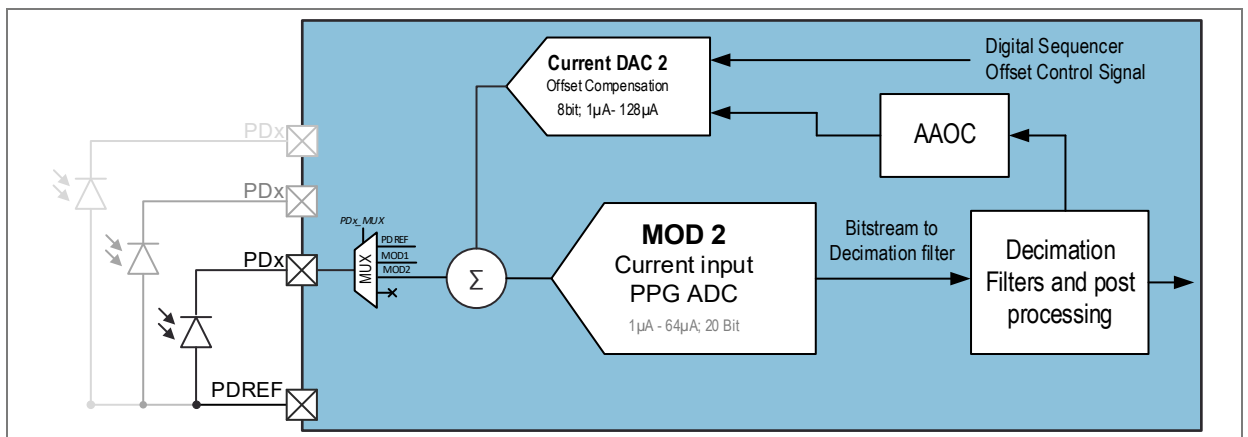 Current DAC 2
Offset Compensation
8bit; 1µA- 128µA
Digital Sequencer
Offset Control Signal
AAOC
PDx
PDx
PDx
PDREF
PDx_MUX
MUX
PDREF
MOD1
MOD2
Σ
MOD 2
Current input
PPG ADC
1µA - 64µA; 20 Bit
Bitstream to
Decimation filter
Decimation
Filters and post
processing